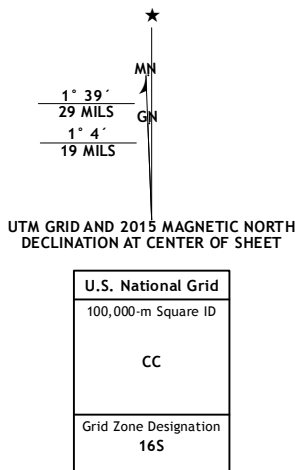 ★
MN
1° 39´
29 MILS
GN
1° 4´
19 MILS
UTM GRID AND 2015 MAGNETIC NORTH
DECLINATION AT CENTER OF SHEET
U.S. National Grid
100,000-m Square ID
CC
Grid Zone Designation
16S